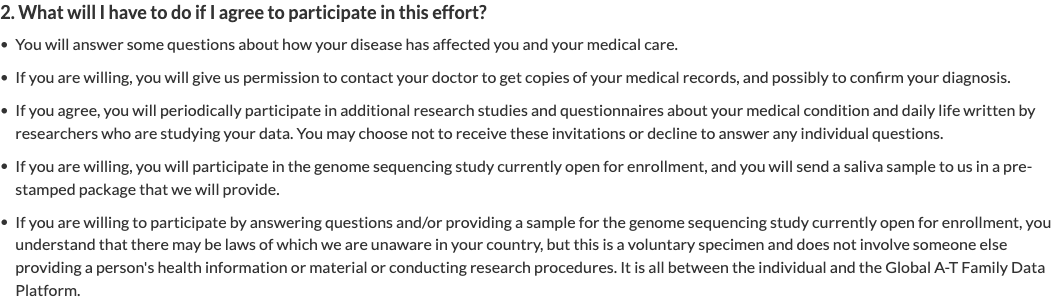 2. What will I have to do if I agree to participate in this effort?
• You will answer some questions about how your disease has affected you and your medical care.
• If you are willing, you will give us permission to contact your doctor to get copies of your medical records, and possibly to confirm your diagnosis.
• If you agree, you will periodically participate in additional research studies and questionnaires about your medical condition and daily life written by
researchers who are studying your data. You may choose not to receive these invitations or decline to answer any individual questions.
• If you are willing, you will participate in the genome sequencing study currently open for enrollment, and you will send a saliva sample to us in a pre-
stamped package that we will provide.
• If you are willing to participate by answering questions and/or providing a sample for the genome sequencing study currently open for enrollment, you
understand that there may be laws of which we are unaware in your country, but this is a voluntary specimen and does not involve someone else
providing a person's health information or material or conducting research procedures. It is all between the individual and the Global A-T Family Data
Platform.